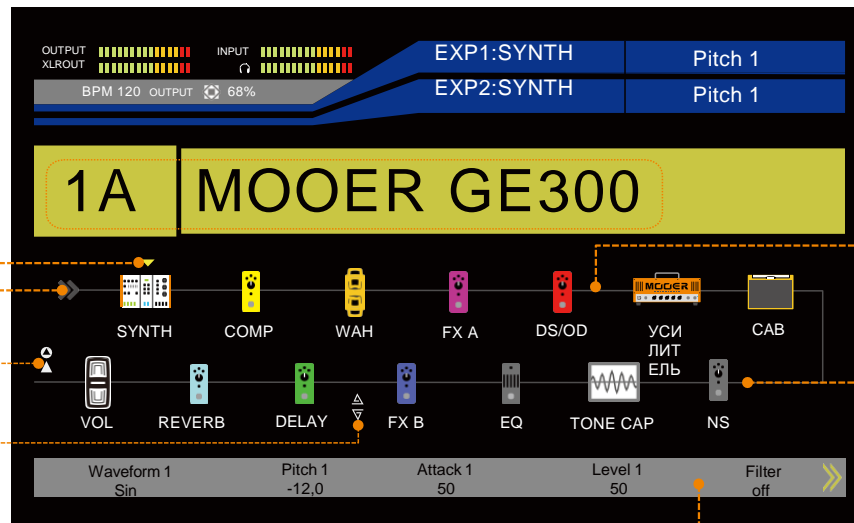 OUTPUT INPUT
XLROUT
BPM 120 OUTPUT 68%
EXP1:SYNTH Pitch 1
EXP2:SYNTH Pitch 1
1A MOOER GE300
MOOER
SYNTH COMP WAH FX A DS/OD УСИ
ЛИТ
ЕЛЬ CAB
VOL REVERB DELAY FX B EQ TONE CAP NS
Waveform 1 Pitch 1 Attack 1 Level 1 Filter
Sin -12,0 50 50 off